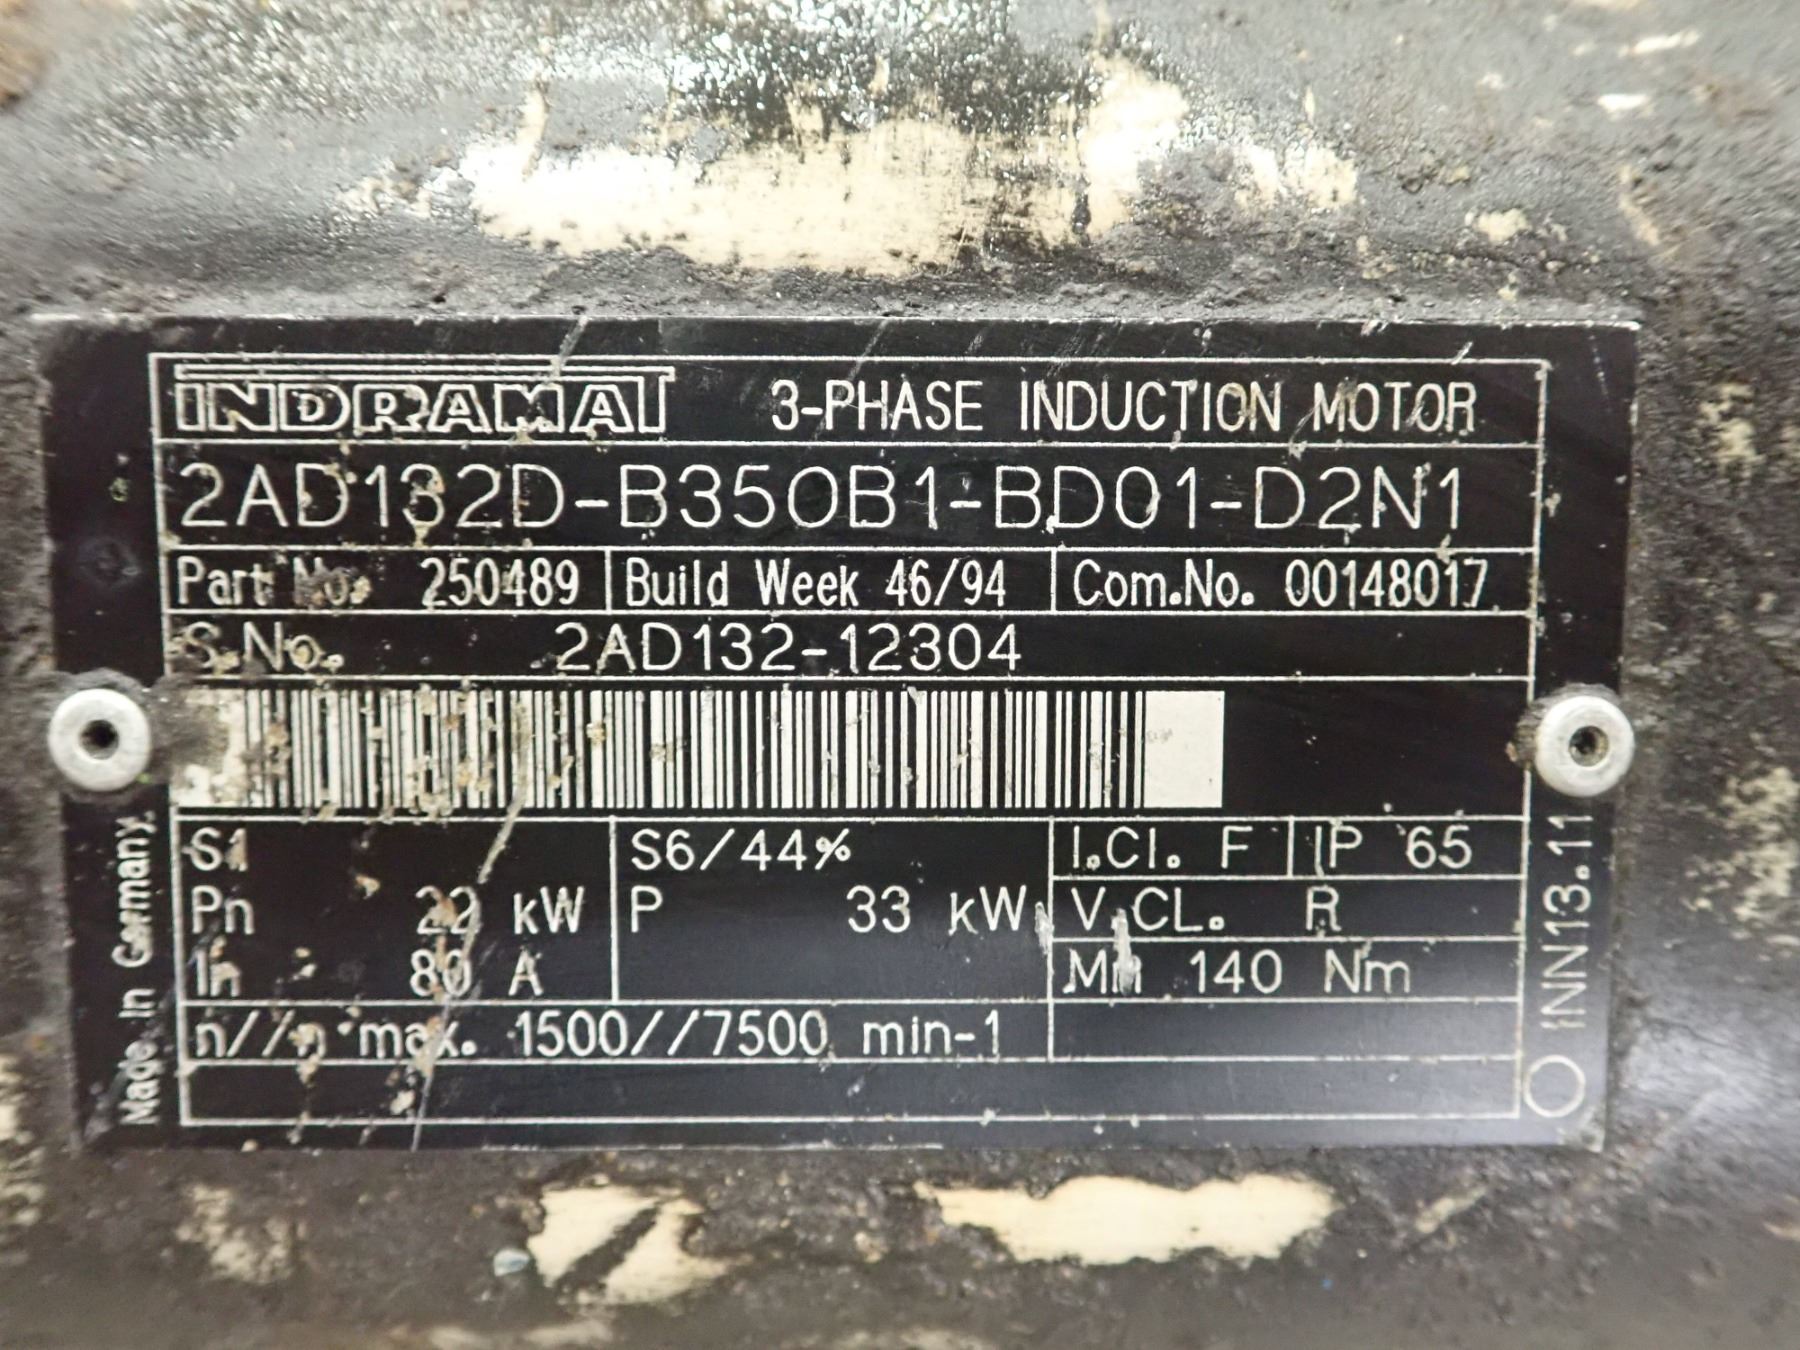 INDRAMAT 3-PHASE INDUCTION MOTOR
2AD132D-B350B1-BD01-D2N1
Part No. 250489 Build Week 46/94 Com.No. 00148017
S.No. 2AD132-12304
S1 S6/44% I.Cl. F IP 65
Pn 22 kW P 33 kW V.CL. R
In 80 A Mn 140 Nm
n//n max. 1500//7500 min-1
Made in Germany
INN13.11